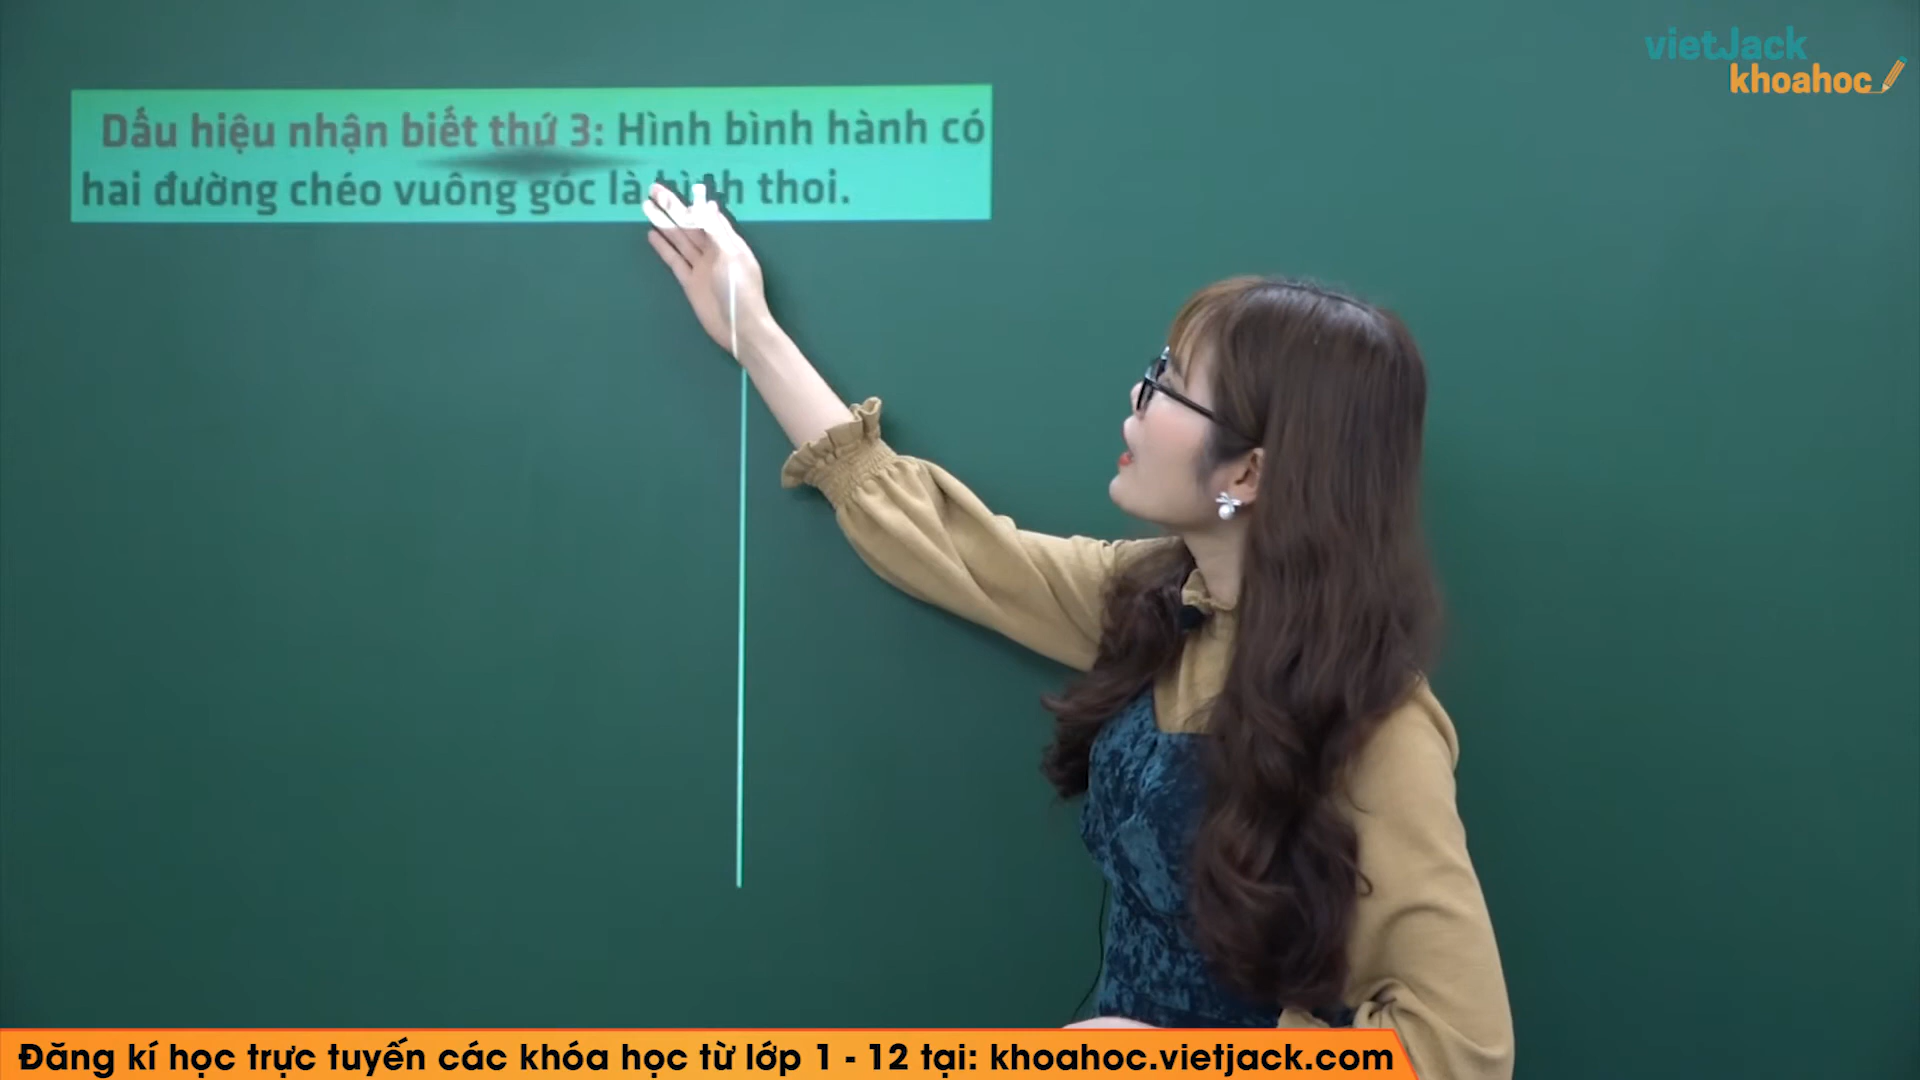 vietJack
khoahoc
Dấu hiệu nhận biết thứ 3: Hình bình hành có
hai đường chéo vuông góc là hình thoi.
Đăng kí học trực tuyến các khóa học từ lớp 1 - 12 tại: khoahoc.vietjack.com